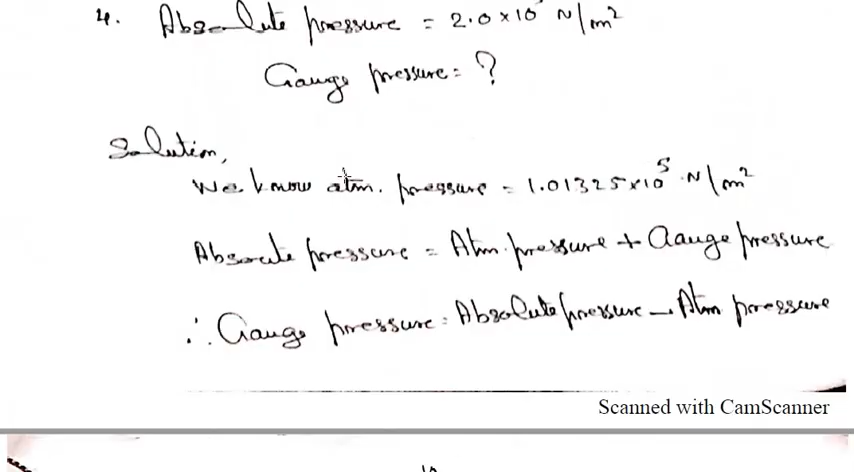 4. Absolute pressure = 2.0 × 10 N/m²
Gauge pressure = ?
Solution,
We know atm. pressure = 1.01325×10⁵ N/m²
Absolute pressure = Atm. pressure + Gauge pressure
∴ Gauge pressure = Absolute pressure - Atm pressure
Scanned with CamScanner